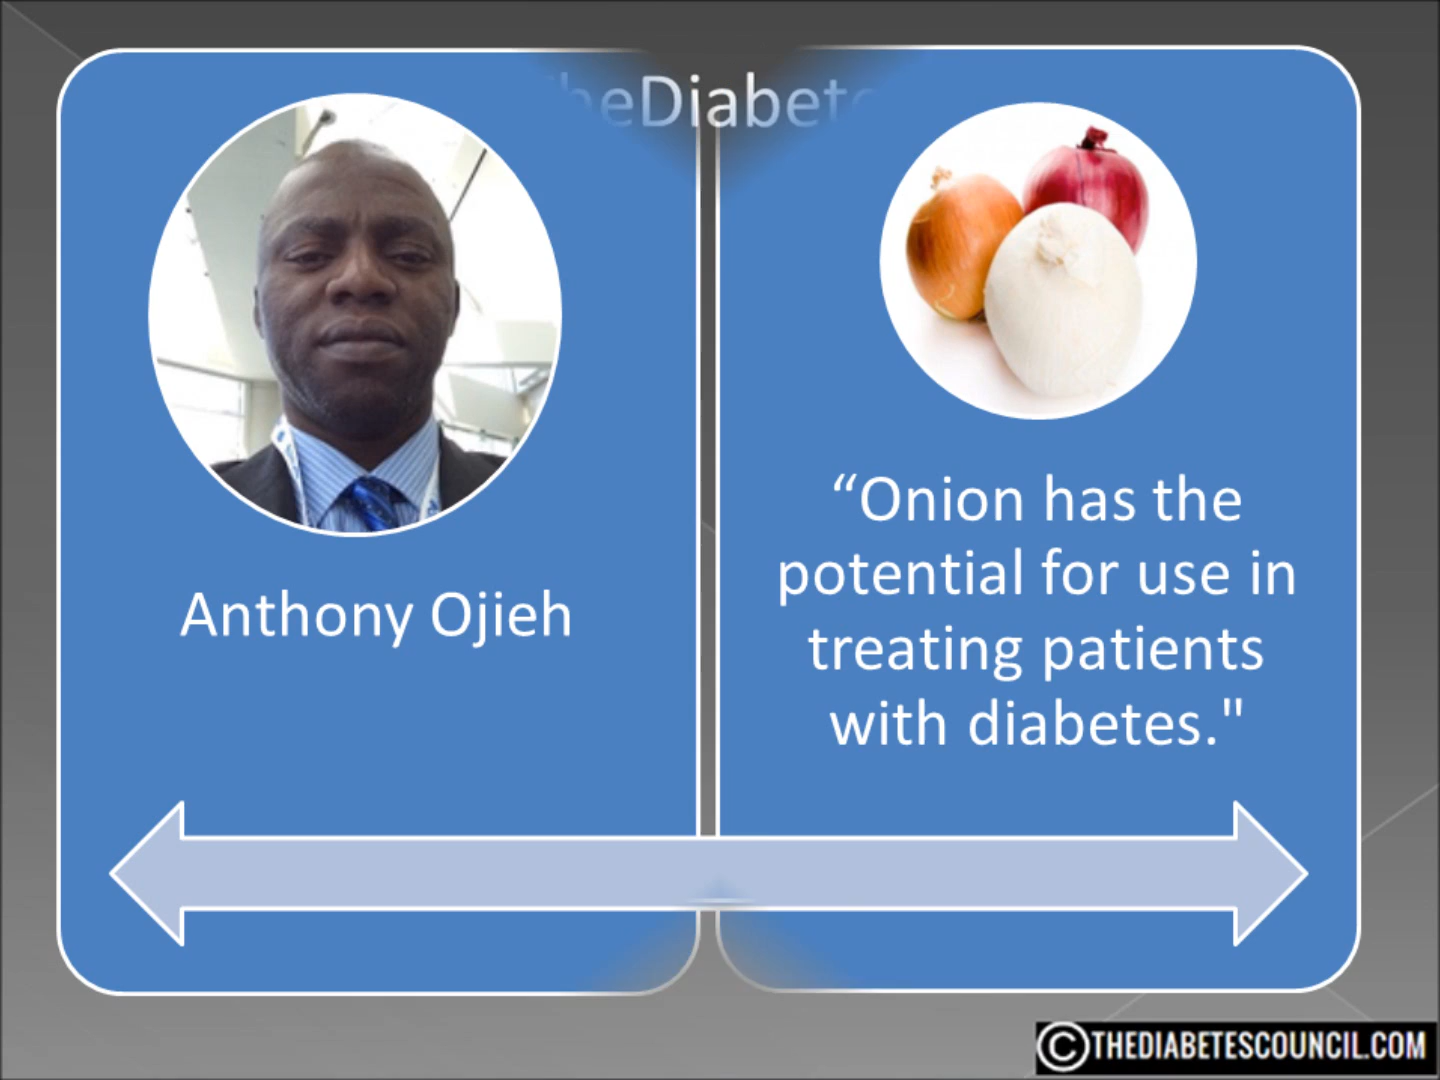 Anthony Ojieh
“Onion has the
potential for use in
treating patients
with diabetes."
©THEDIABETESCOUNCIL.COM